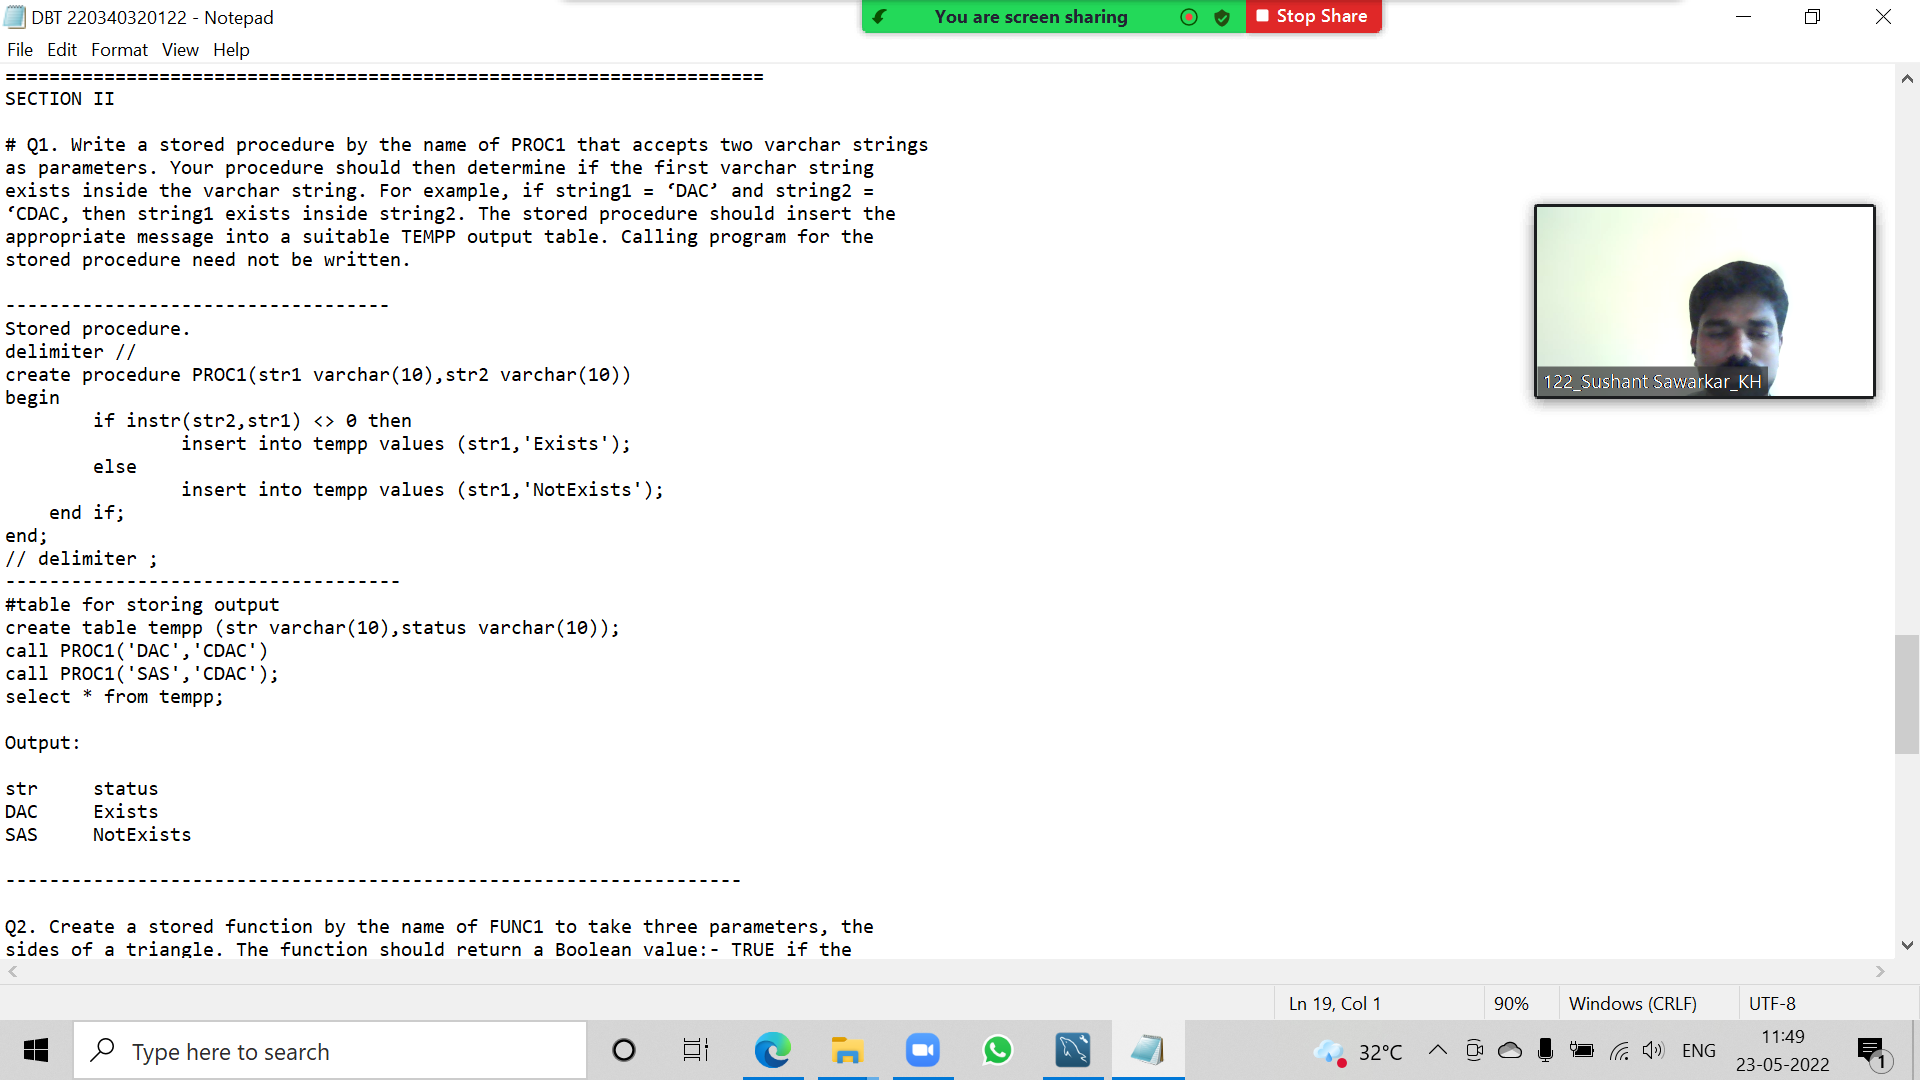 DBT 220340320122 - Notepad
You are screen sharing
Stop Share
File Edit Format View Help
=====================================================================
SECTION II
# Q1. Write a stored procedure by the name of PROC1 that accepts two varchar strings
as parameters. Your procedure should then determine if the first varchar string
exists inside the varchar string. For example, if string1 = ‘DAC’ and string2 =
‘CDAC, then string1 exists inside string2. The stored procedure should insert the
appropriate message into a suitable TEMPP output table. Calling program for the
stored procedure need not be written.
-----------------------------------
Stored procedure.
delimiter //
create procedure PROC1(str1 varchar(10),str2 varchar(10))
begin
if instr(str2,str1) <> 0 then
insert into tempp values (str1,'Exists');
else
insert into tempp values (str1,'NotExists');
end if;
end;
// delimiter ;
------------------------------------
#table for storing output
create table tempp (str varchar(10),status varchar(10));
call PROC1('DAC','CDAC')
call PROC1('SAS','CDAC');
select * from tempp;
Output:
str status
DAC Exists
SAS NotExists
-------------------------------------------------------------------
Q2. Create a stored function by the name of FUNC1 to take three parameters, the
sides of a triangle. The function should return a Boolean value:- TRUE if the
122_Sushant Sawarkar_KH
Ln 19, Col 1
90%
Windows (CRLF)
UTF-8
Type here to search
32°C
ENG
11:49
23-05-2022
1